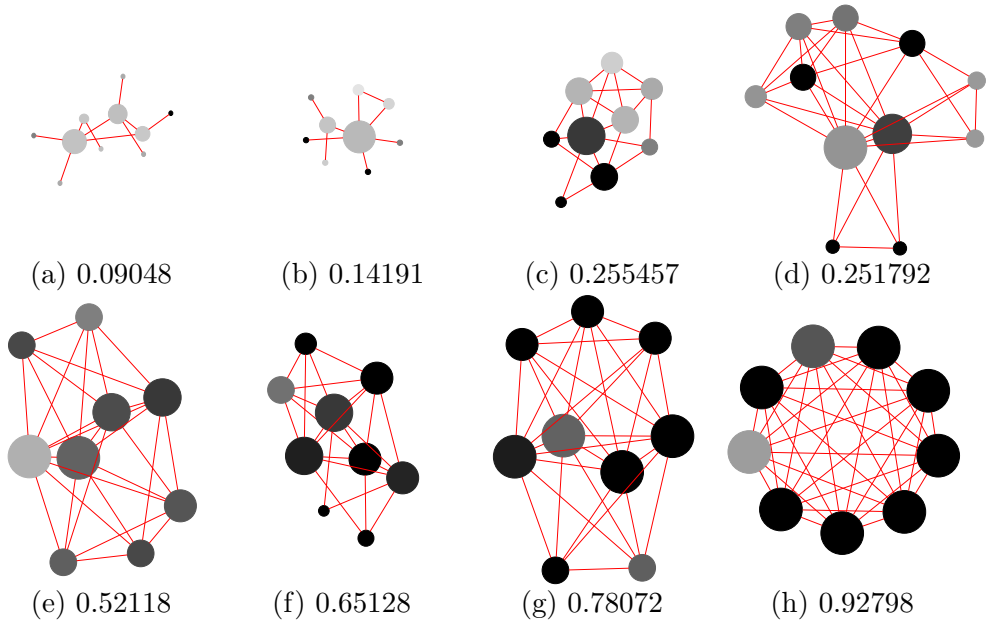 (a) 0.09048
(b) 0.14191
(c) 0.255457
(d) 0.251792
(e) 0.52118
(f) 0.65128
(g) 0.78072
(h) 0.92798